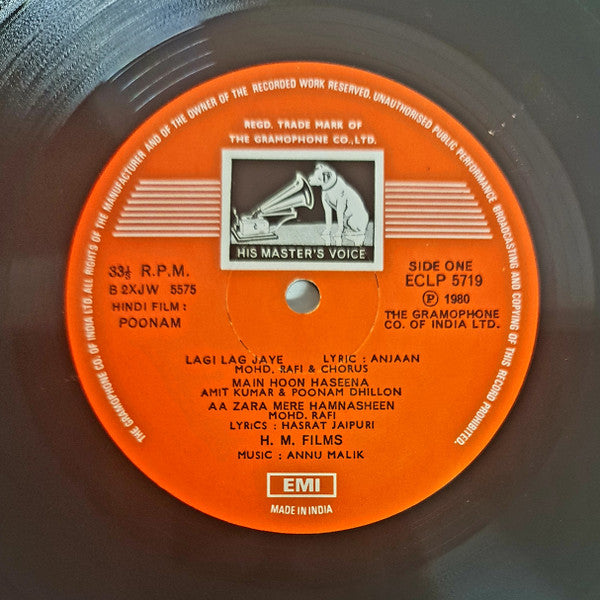 THE GRAMOPHONE CO. OF INDIA LTD. ALL RIGHTS OF THE MANUFACTURER AND OF THE OWNER OF THE RECORDED WORK RESERVED. UNAUTHORISED PUBLIC PERFORMANCE BROADCASTING AND COPYING OF THIS RECORD PROHIBITED.
REGD. TRADE MARK OF
THE GRAMOPHONE CO., LTD.
HIS MASTER'S VOICE
33⅓ R.P.M.
B 2XJW 5575
HINDI FILM :
POONAM
SIDE ONE
ECLP 5719
℗ 1980
THE GRAMOPHONE
CO. OF INDIA LTD.
LAGI LAG JAYE LYRIC : ANJAAN
MOHD. RAFI & CHORUS
MAIN HOON HASEENA
AMIT KUMAR & POONAM DHILLON
AA ZARA MERE HAMNASHEEN
MOHD. RAFI
LYRICS : HASRAT JAIPURI
H. M. FILMS
MUSIC : ANNU MALIK
EMI
MADE IN INDIA